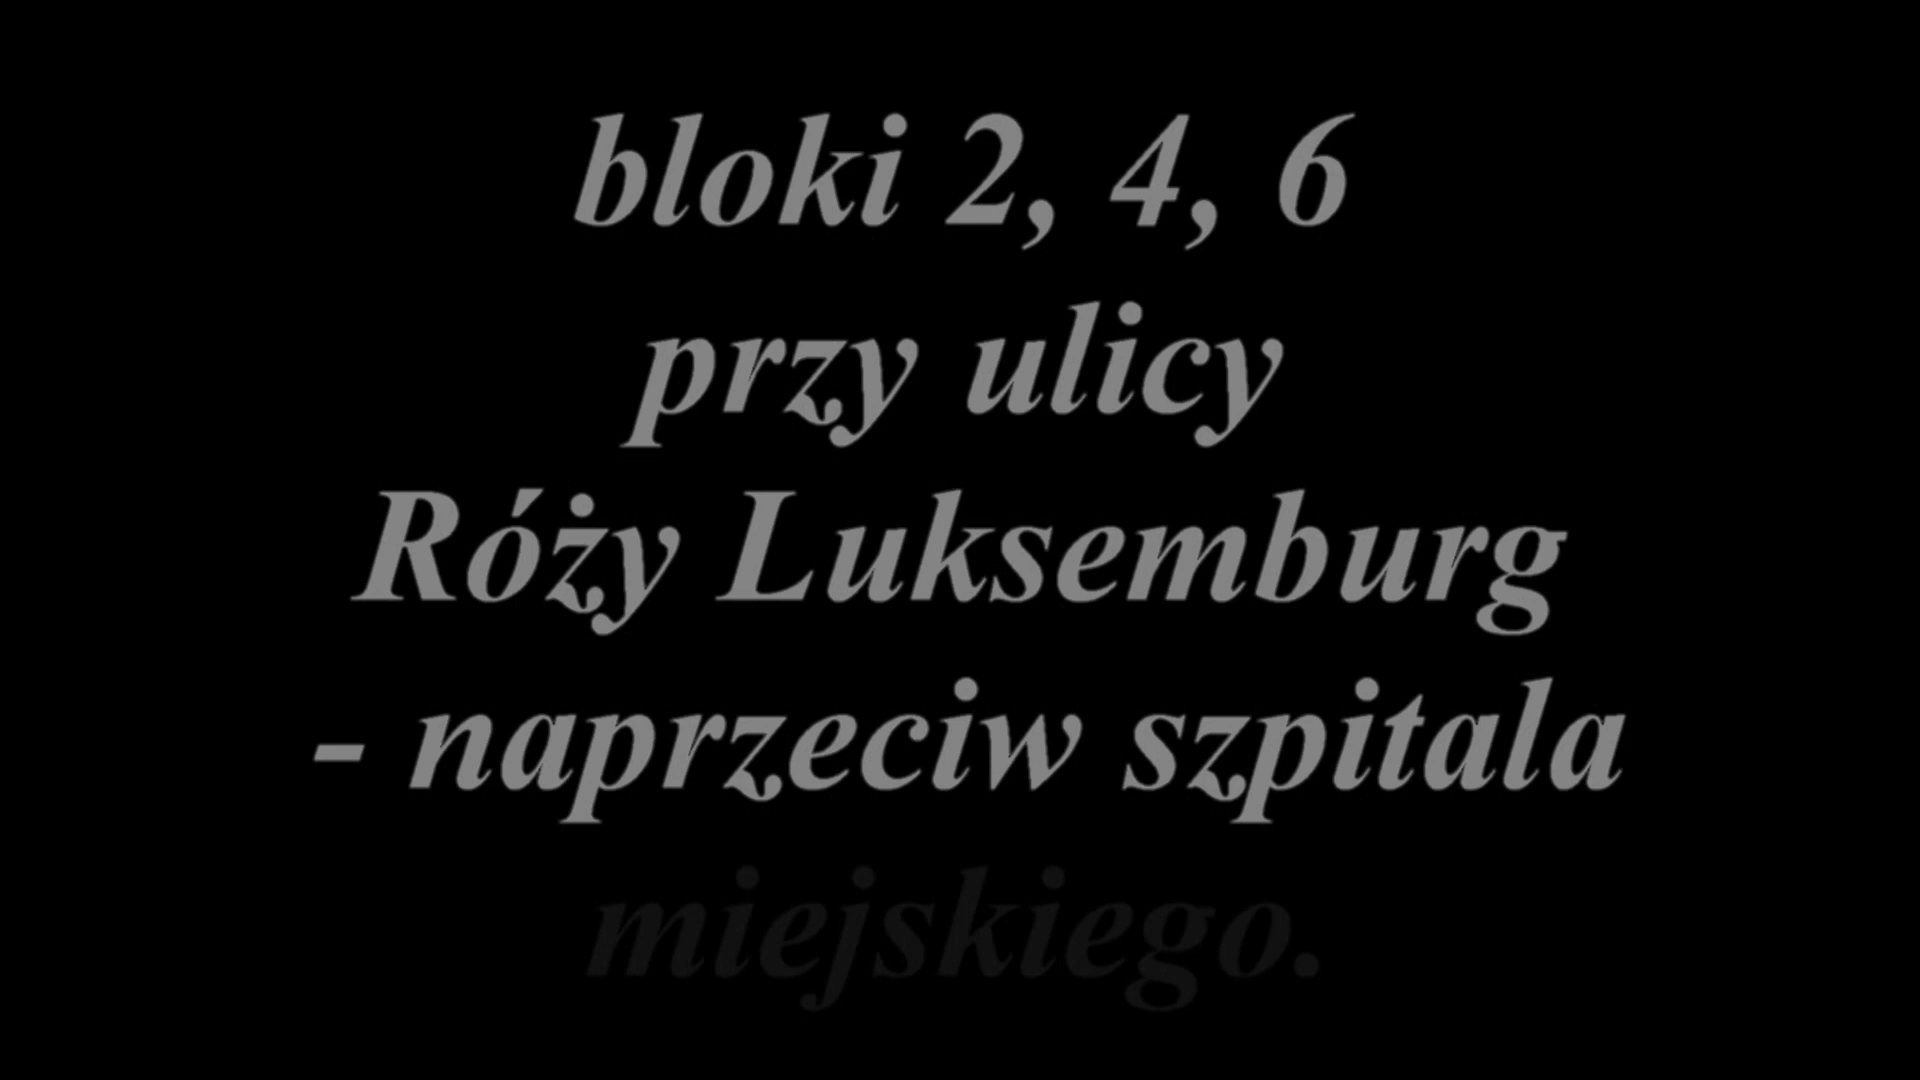 bloki 2, 4, 6
przy ulicy
Róży Luksemburg
- naprzeciw szpitala
miejskiego.